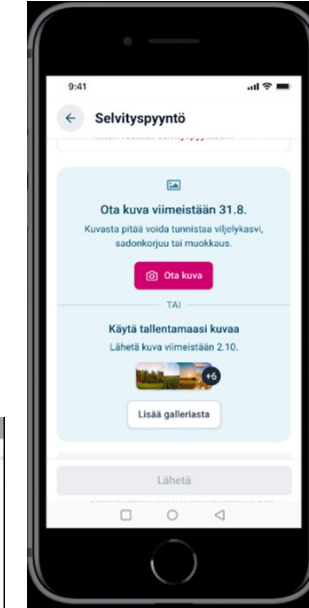 9:41
Selvityspyyntö
Ota kuva viimeistään 31.8.
Kuvasta pitää voida tunnistaa viljelykasvi,
sadonkorjuu tai muokkaus.
Ota kuva
TAI
Käytä tallentamaasi kuvaa
Lähetä kuva viimeistään 2.10.
+6
Lisää galleriasta
Lähetä